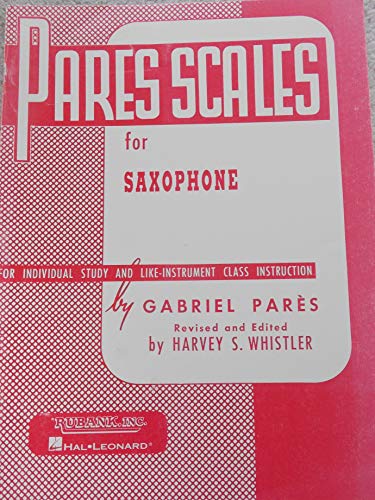 PARES SCALES
for
SAXOPHONE
FOR INDIVIDUAL STUDY AND LIKE-INSTRUMENT CLASS INSTRUCTION
by GABRIEL PARÈS
Revised and Edited
by HARVEY S. WHISTLER
RUBANK, INC.
HAL•LEONARD®